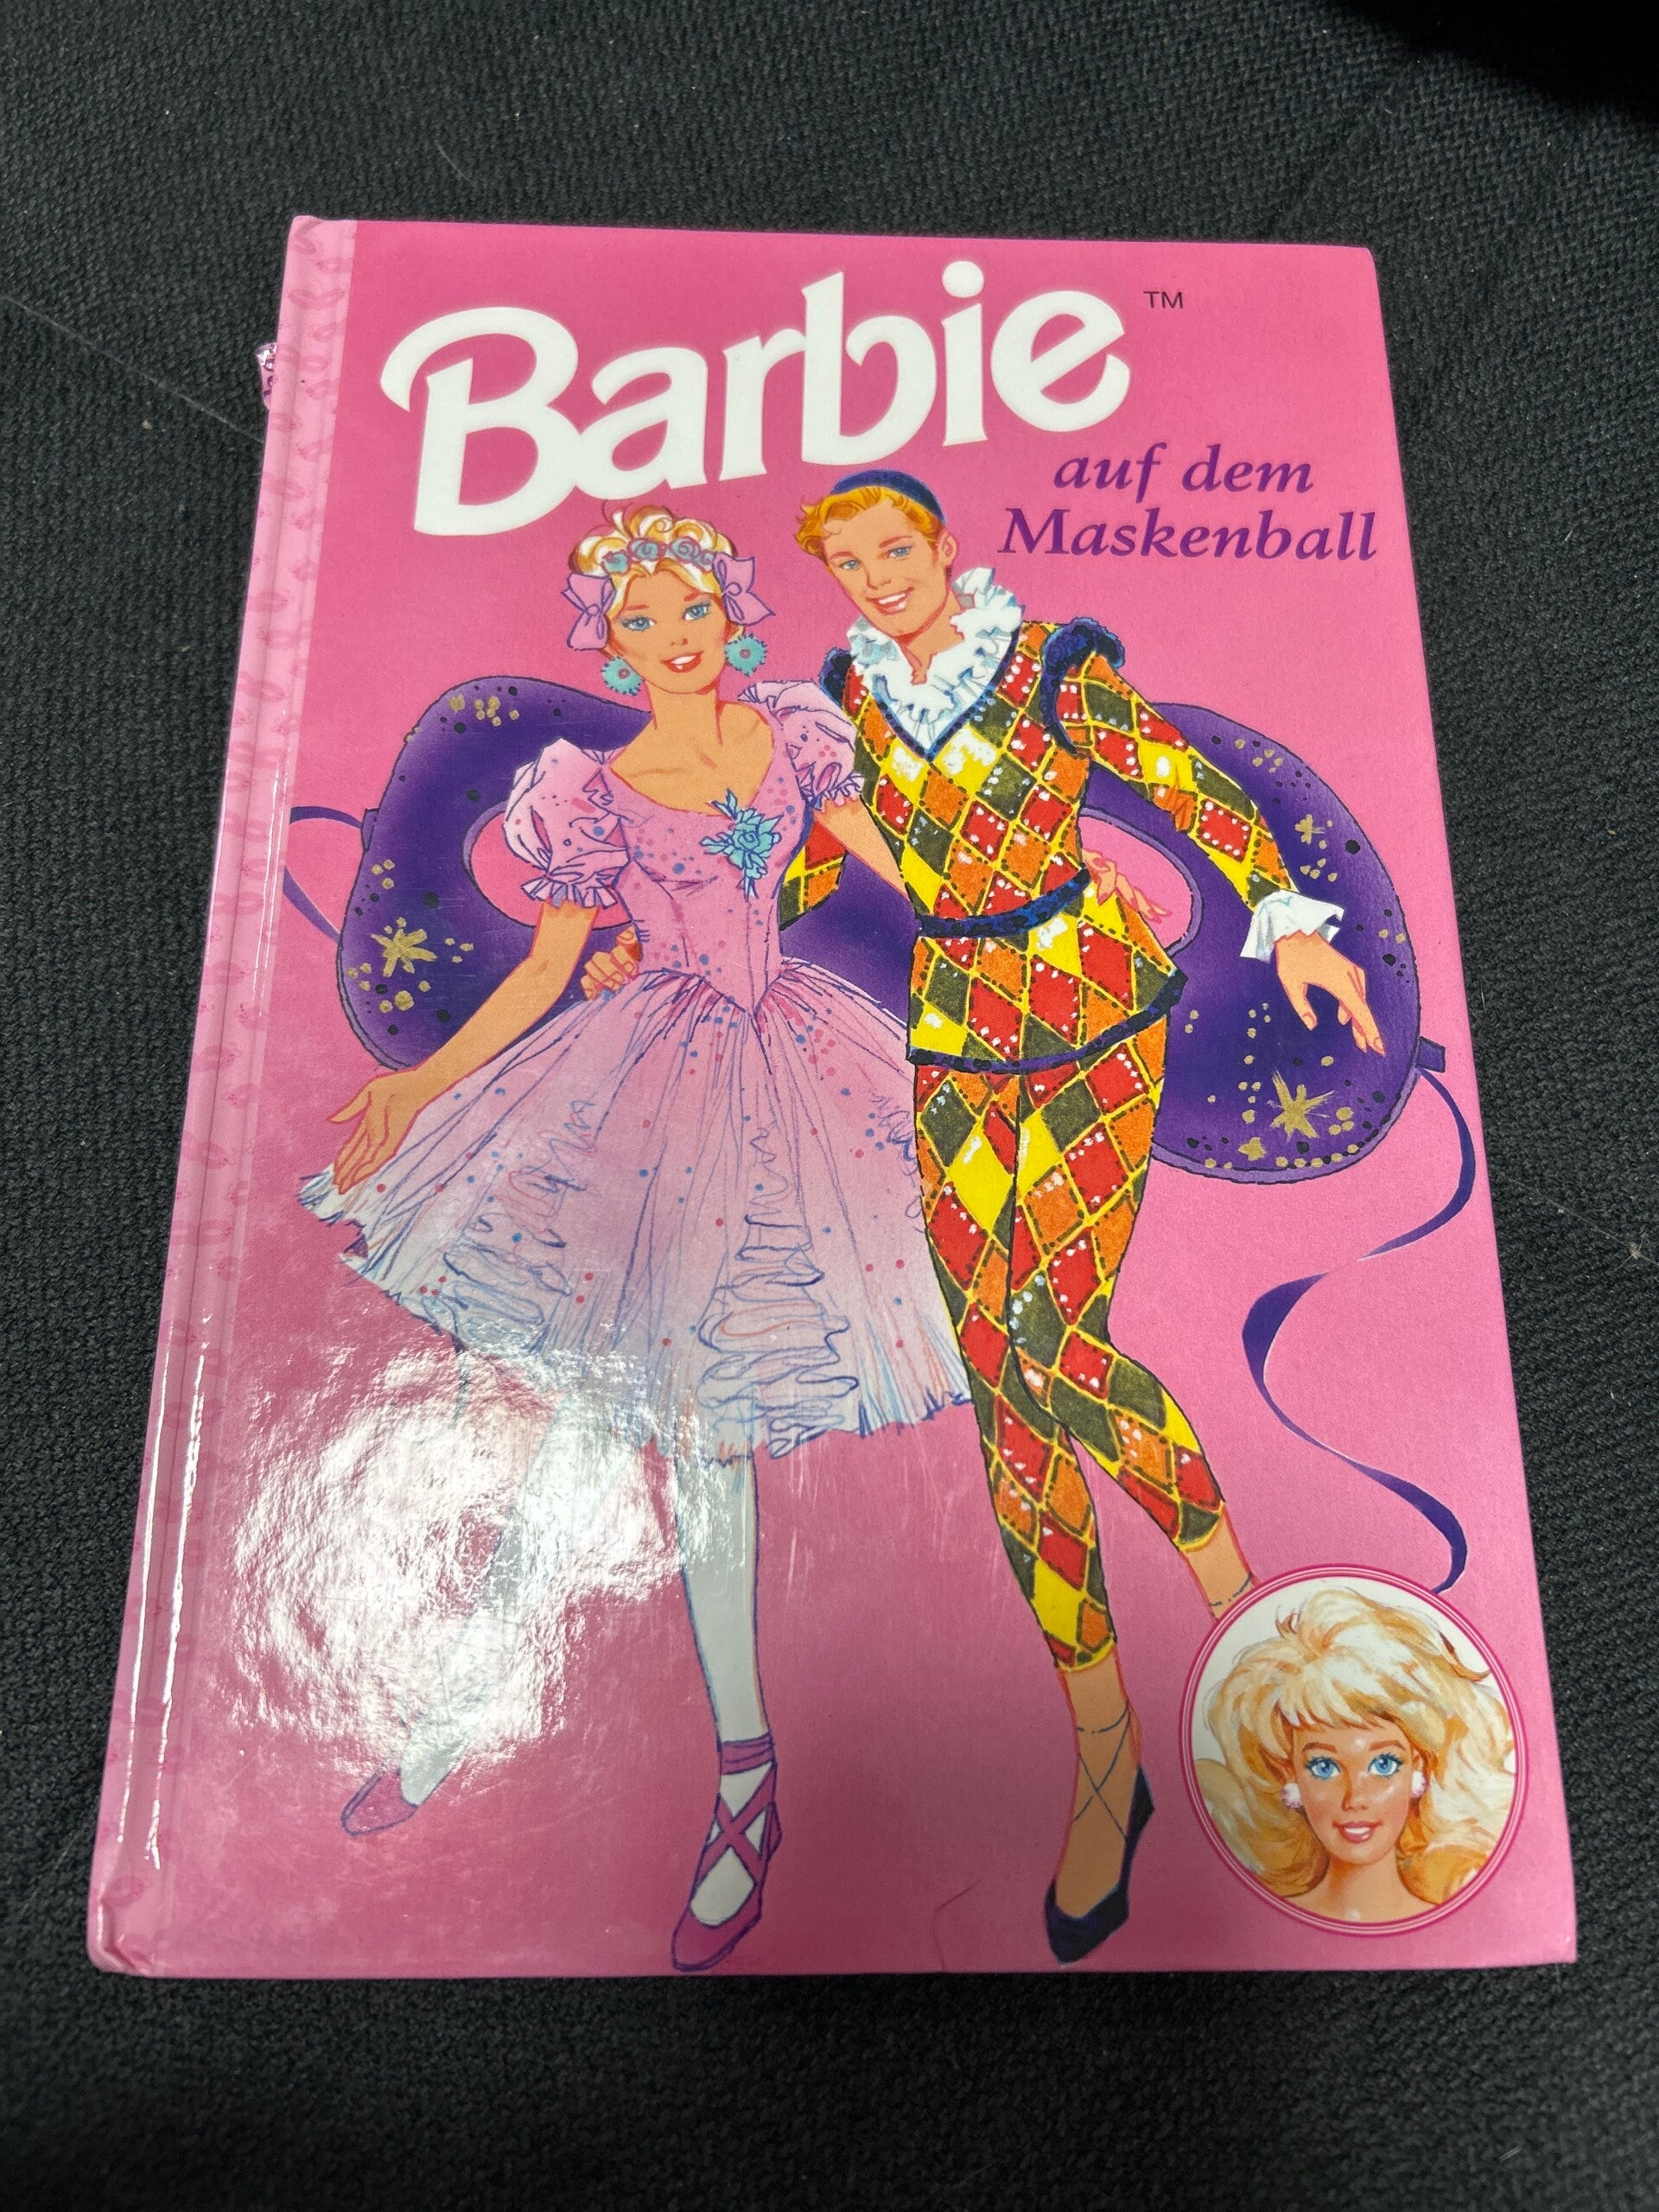 Barbie™
auf dem
Maskenball